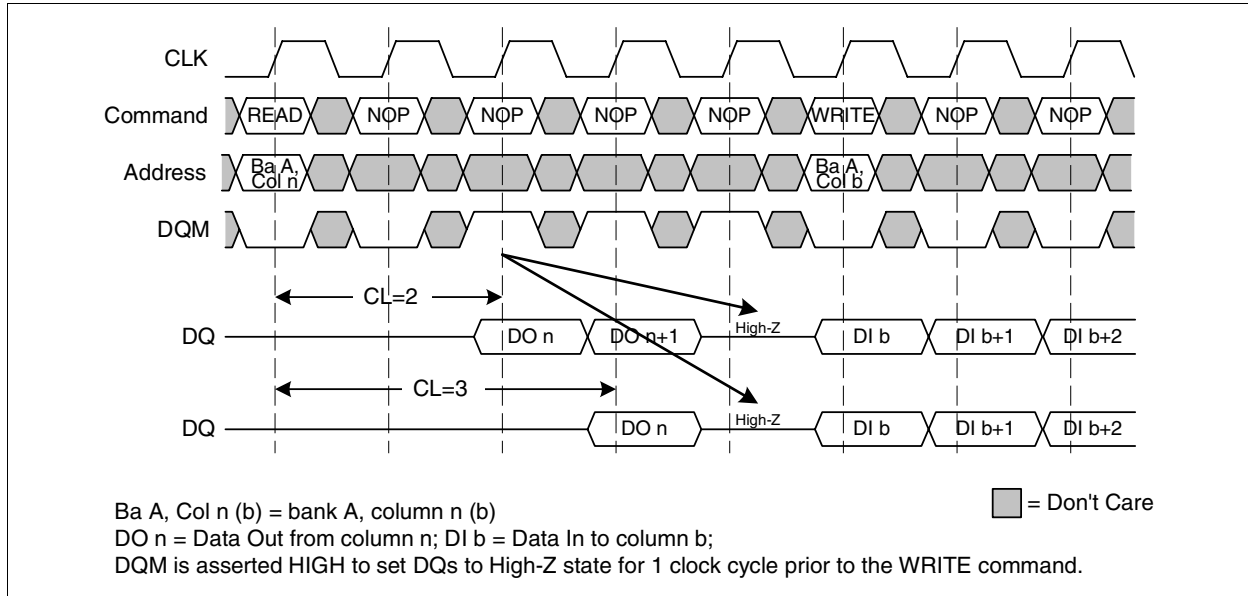 CLK
Command READ NOP NOP NOP NOP WRITE NOP NOP
Address Ba A, Col n Ba A, Col b
DQM
CL=2
DQ DO n DO n+1 High-Z DI b DI b+1 DI b+2
CL=3
DQ DO n High-Z DI b DI b+1 DI b+2
Ba A, Col n (b) = bank A, column n (b)
= Don't Care
DO n = Data Out from column n; DI b = Data In to column b;
DQM is asserted HIGH to set DQs to High-Z state for 1 clock cycle prior to the WRITE command.